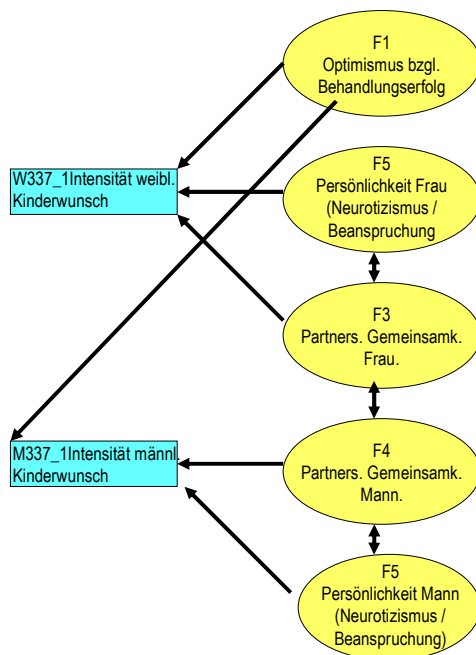 F1
Optimismus bzgl.
Behandlungserfolg
W337_1Intensität weibl.
Kinderwunsch
F5
Persönlichkeit Frau
(Neurotizismus /
Beanspruchung
F3
Partners. Gemeinsamk.
Frau.
M337_1Intensität männl.
Kinderwunsch
F4
Partners. Gemeinsamk.
Mann.
F5
Persönlichkeit Mann
(Neurotizismus /
Beanspruchung)